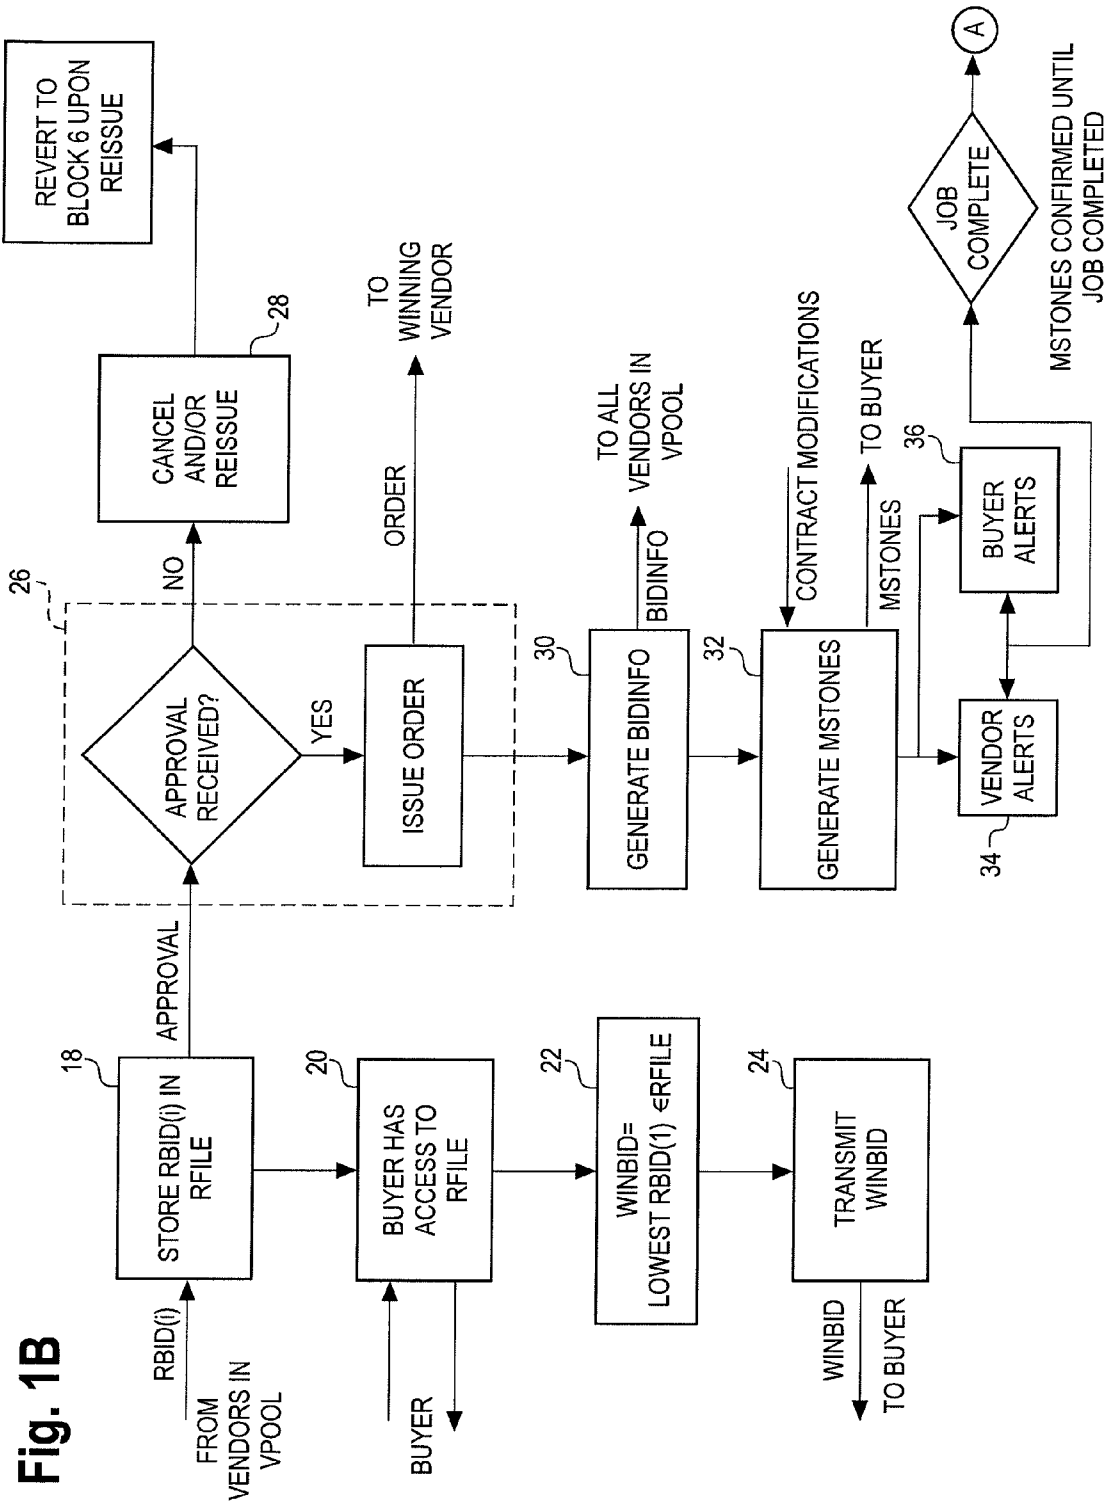 Fig. 1B
RBID(i)
FROM
VENDORS IN
VPOOL
18
STORE RBID(i) IN
RFILE
APPROVAL
BUYER
20
BUYER HAS
ACCESS TO
RFILE
22
WINBID=
LOWEST RBID(1) ∈RFILE
24
TRANSMIT
WINBID
WINBID
TO BUYER
26
APPROVAL
RECEIVED?
NO
YES
28
CANCEL
AND/OR
REISSUE
REVERT TO
BLOCK 6 UPON
REISSUE
ISSUE ORDER
ORDER
TO
WINNING
VENDOR
30
GENERATE BIDINFO
BIDINFO
TO ALL
VENDORS IN
VPOOL
32
GENERATE MSTONES
CONTRACT MODIFICATIONS
TO BUYER
MSTONES
34
VENDOR
ALERTS
36
BUYER
ALERTS
JOB
COMPLETE
A
MSTONES CONFIRMED UNTIL
JOB COMPLETED